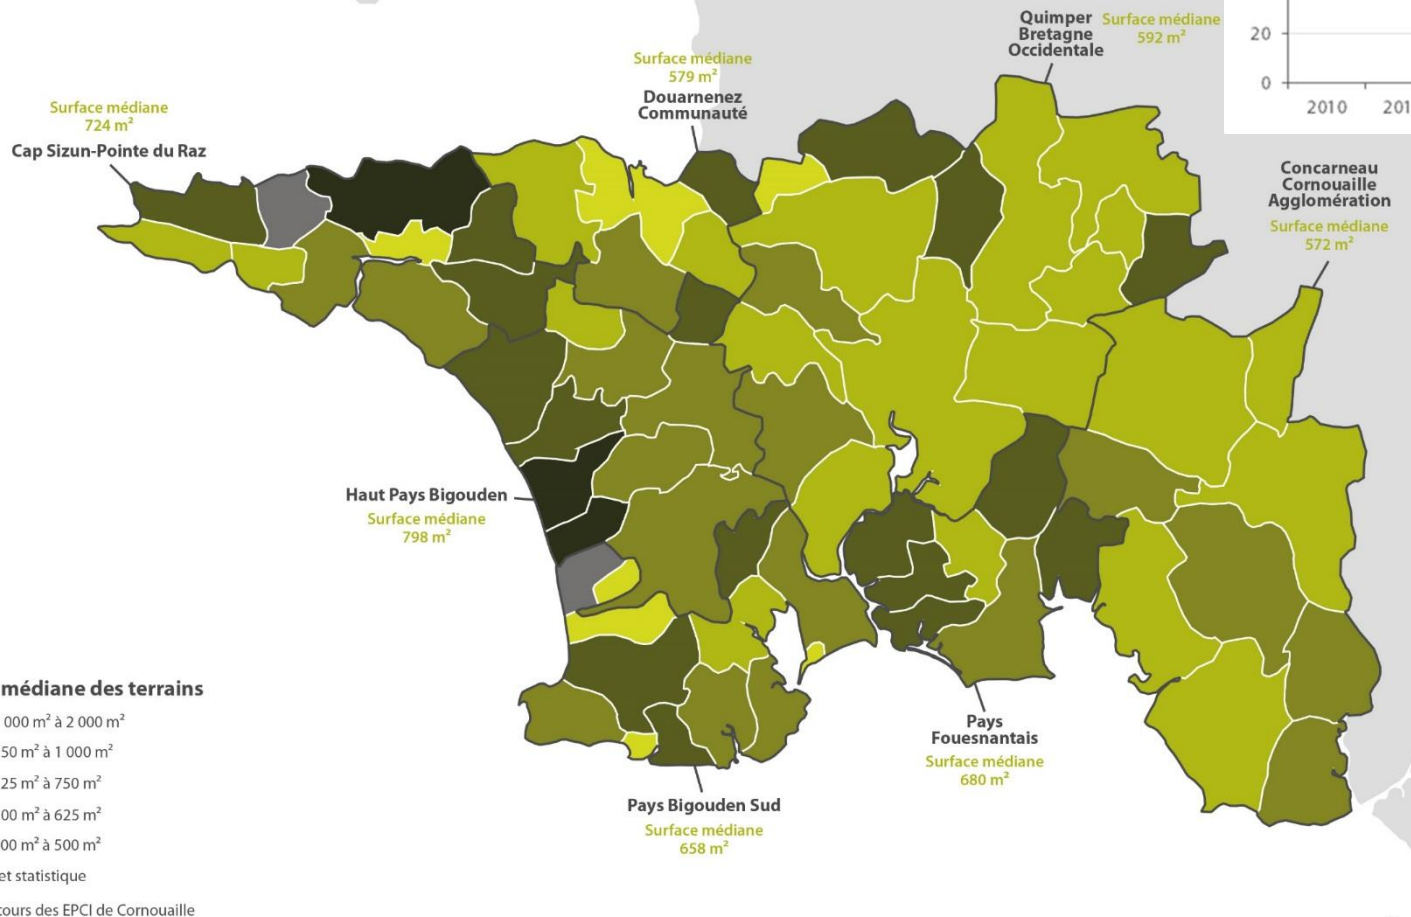 Quimper
Bretagne
Occidentale
Surface médiane
592 m²
20
0
2010
Surface médiane
579 m²
Douarnenez
Communauté
Surface médiane
724 m²
Cap Sizun-Pointe du Raz
Concarneau
Cornouaille
Agglomération
Surface médiane
572 m²
Haut Pays Bigouden
Surface médiane
798 m²
Pays
Fouesnantais
Surface médiane
680 m²
Pays Bigouden Sud
Surface médiane
658 m²
médiane des terrains
000 m² à 2 000 m²
50 m² à 1 000 m²
25 m² à 750 m²
00 m² à 625 m²
00 m² à 500 m²
et statistique
tours des EPCI de Cornouaille